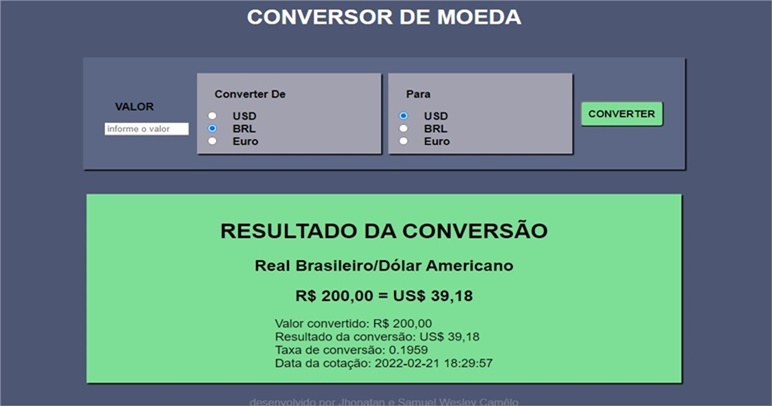 CONVERSOR DE MOEDA
VALOR
informe o valor
Converter De
USD
BRL
Euro
Para
USD
BRL
Euro
CONVERTER
RESULTADO DA CONVERSÃO
Real Brasileiro/Dólar Americano
R$ 200,00 = US$ 39,18
Valor convertido: R$ 200,00
Resultado da conversão: US$ 39,18
Taxa de conversão: 0.1959
Data da cotação: 2022-02-21 18:29:57
desenvolvido por Jhonatan e Samuel Wesley Camêlo